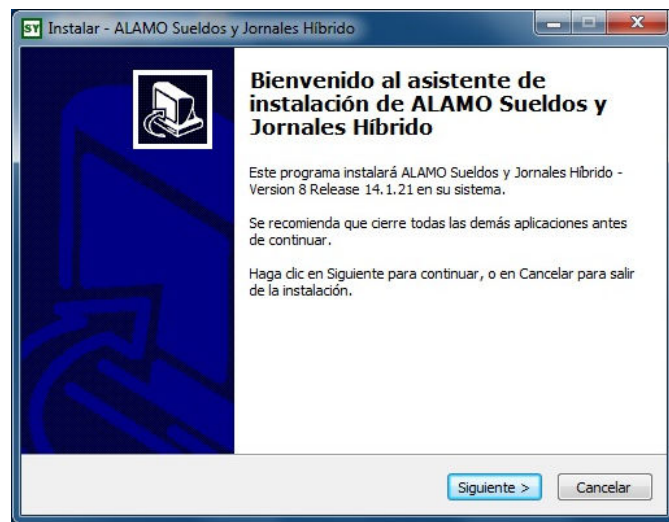 SY Instalar - ALAMO Sueldos y Jornales Híbrido
Bienvenido al asistente de
instalación de ALAMO Sueldos y
Jornales Híbrido
Este programa instalará ALAMO Sueldos y Jornales Híbrido -
Version 8 Release 14.1.21 en su sistema.
Se recomienda que cierre todas las demás aplicaciones antes
de continuar.
Haga clic en Siguiente para continuar, o en Cancelar para salir
de la instalación.
Siguiente > Cancelar